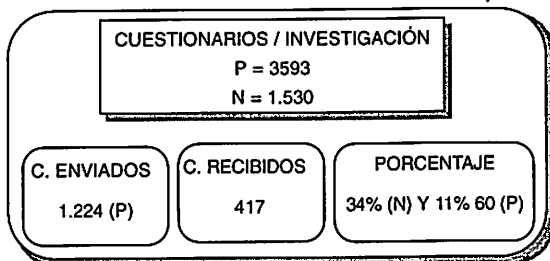 CUESTIONARIOS / INVESTIGACIÓN
P = 3593
N = 1.530
C. ENVIADOS
1.224 (P)
C. RECIBIDOS
417
PORCENTAJE
34% (N) Y 11% 60 (P)